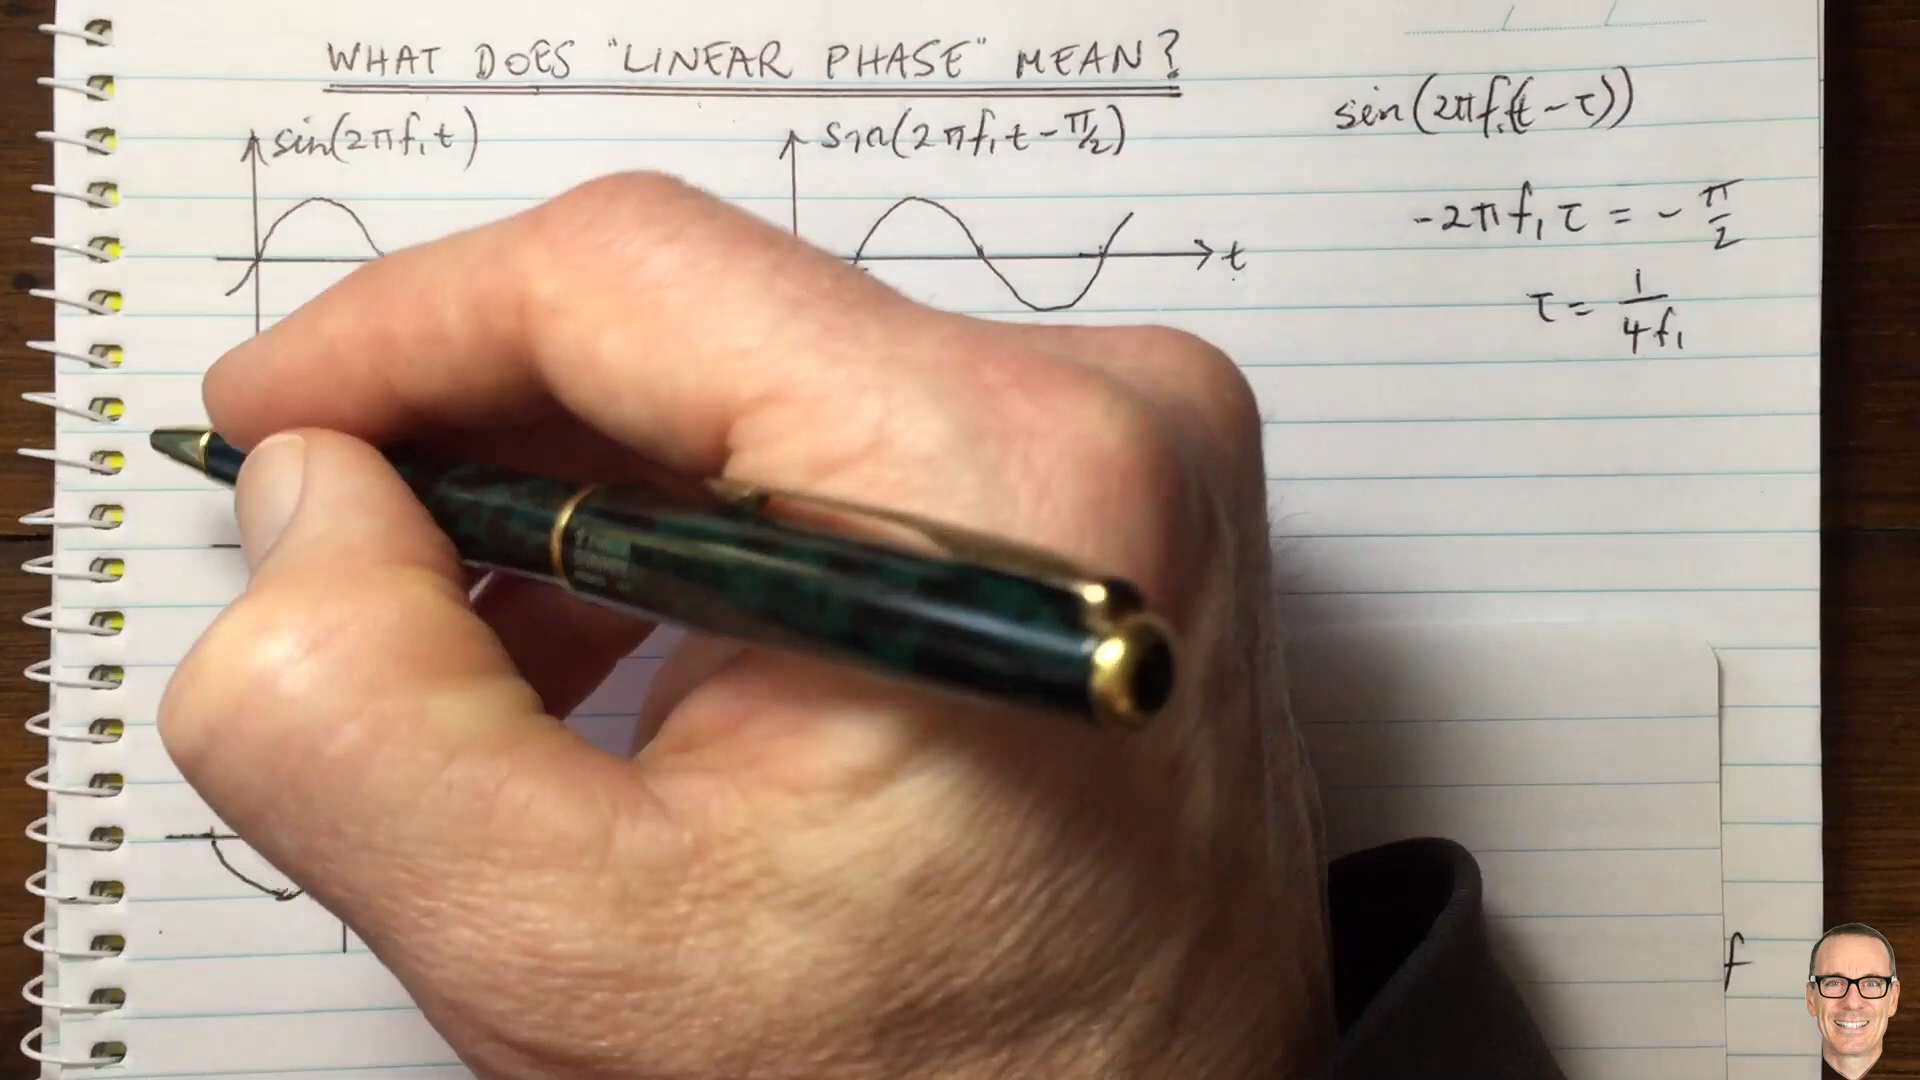 WHAT DOES "LINEAR PHASE" MEAN?
sin(2πf₁t)
sin(2πf₁t - π/2)
t
sin(2πf₁(t - τ))
-2πf₁τ = - π/2
τ = 1/4f₁
f